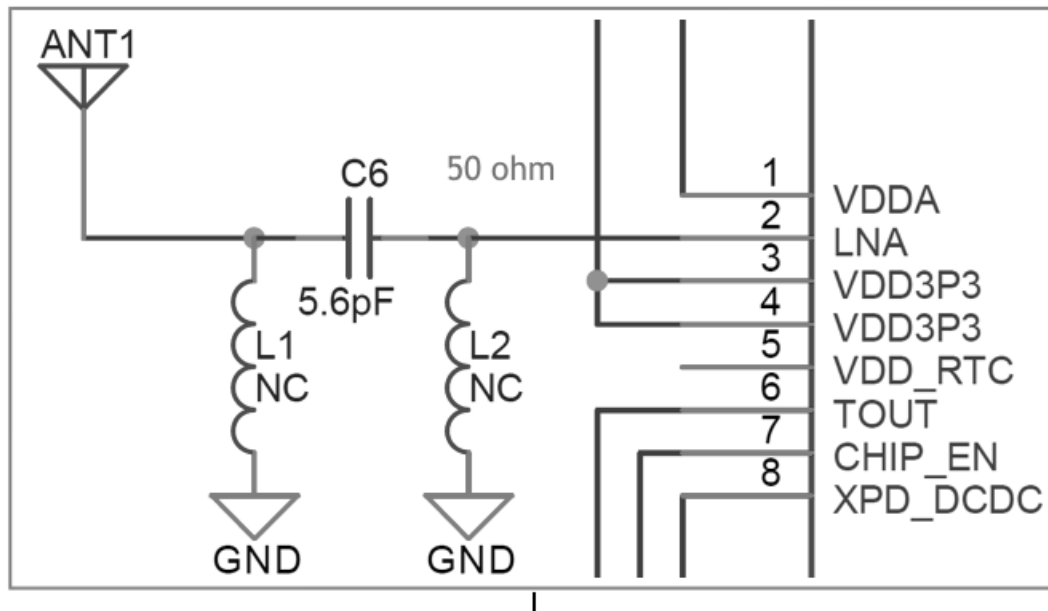 ANT1
C6
50 ohm
5.6pF
L1
NC
L2
NC
GND
GND
1
VDDA
2
LNA
3
VDD3P3
4
VDD3P3
5
VDD_RTC
6
TOUT
7
CHIP_EN
8
XPD_DCDC